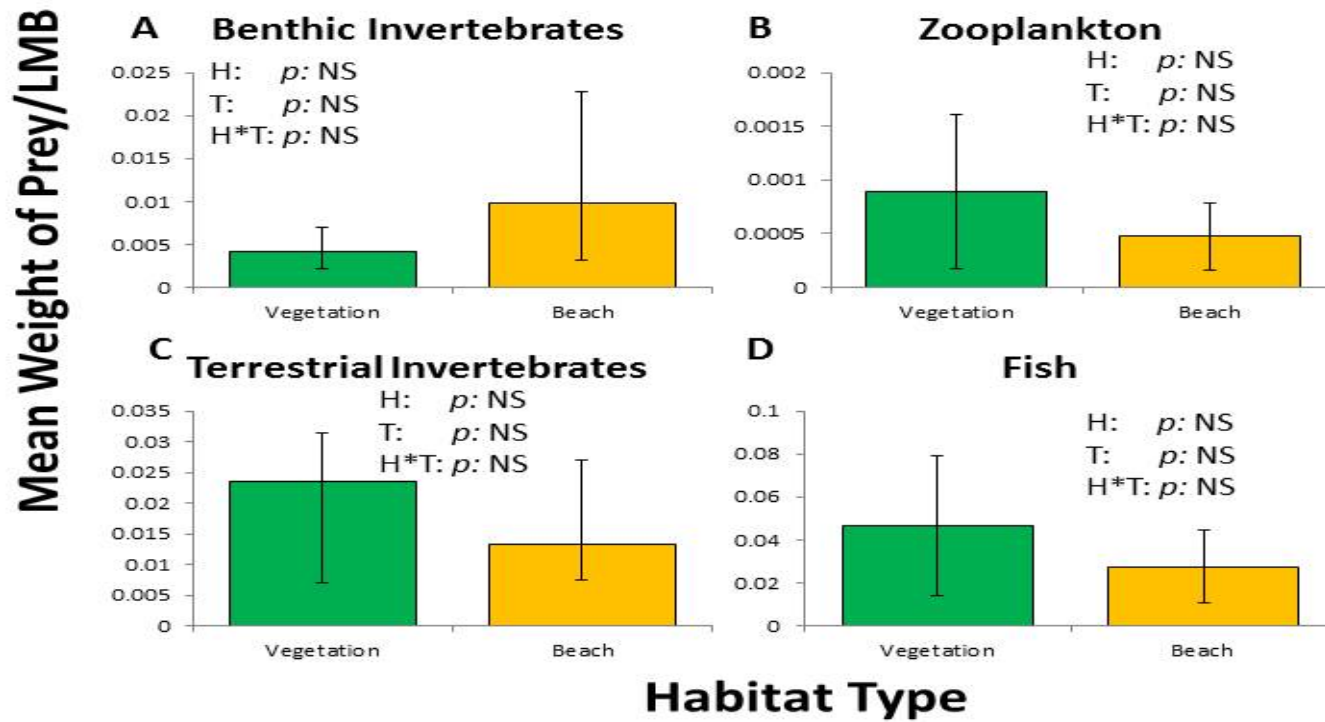 Mean Weight of Prey/LMB
A Benthic Invertebrates
H: p: NS
T: p: NS
H*T: p: NS
0.025
0.02
0.015
0.01
0.005
0
Vegetation
Beach
B Zooplankton
H: p: NS
T: p: NS
H*T: p: NS
0.002
0.0015
0.001
0.0005
0
Vegetation
Beach
C Terrestrial Invertebrates
H: p: NS
T: p: NS
H*T: p: NS
0.035
0.03
0.025
0.02
0.015
0.01
0.005
0
Vegetation
Beach
D Fish
H: p: NS
T: p: NS
H*T: p: NS
0.1
0.08
0.06
0.04
0.02
0
Vegetation
Beach
Habitat Type